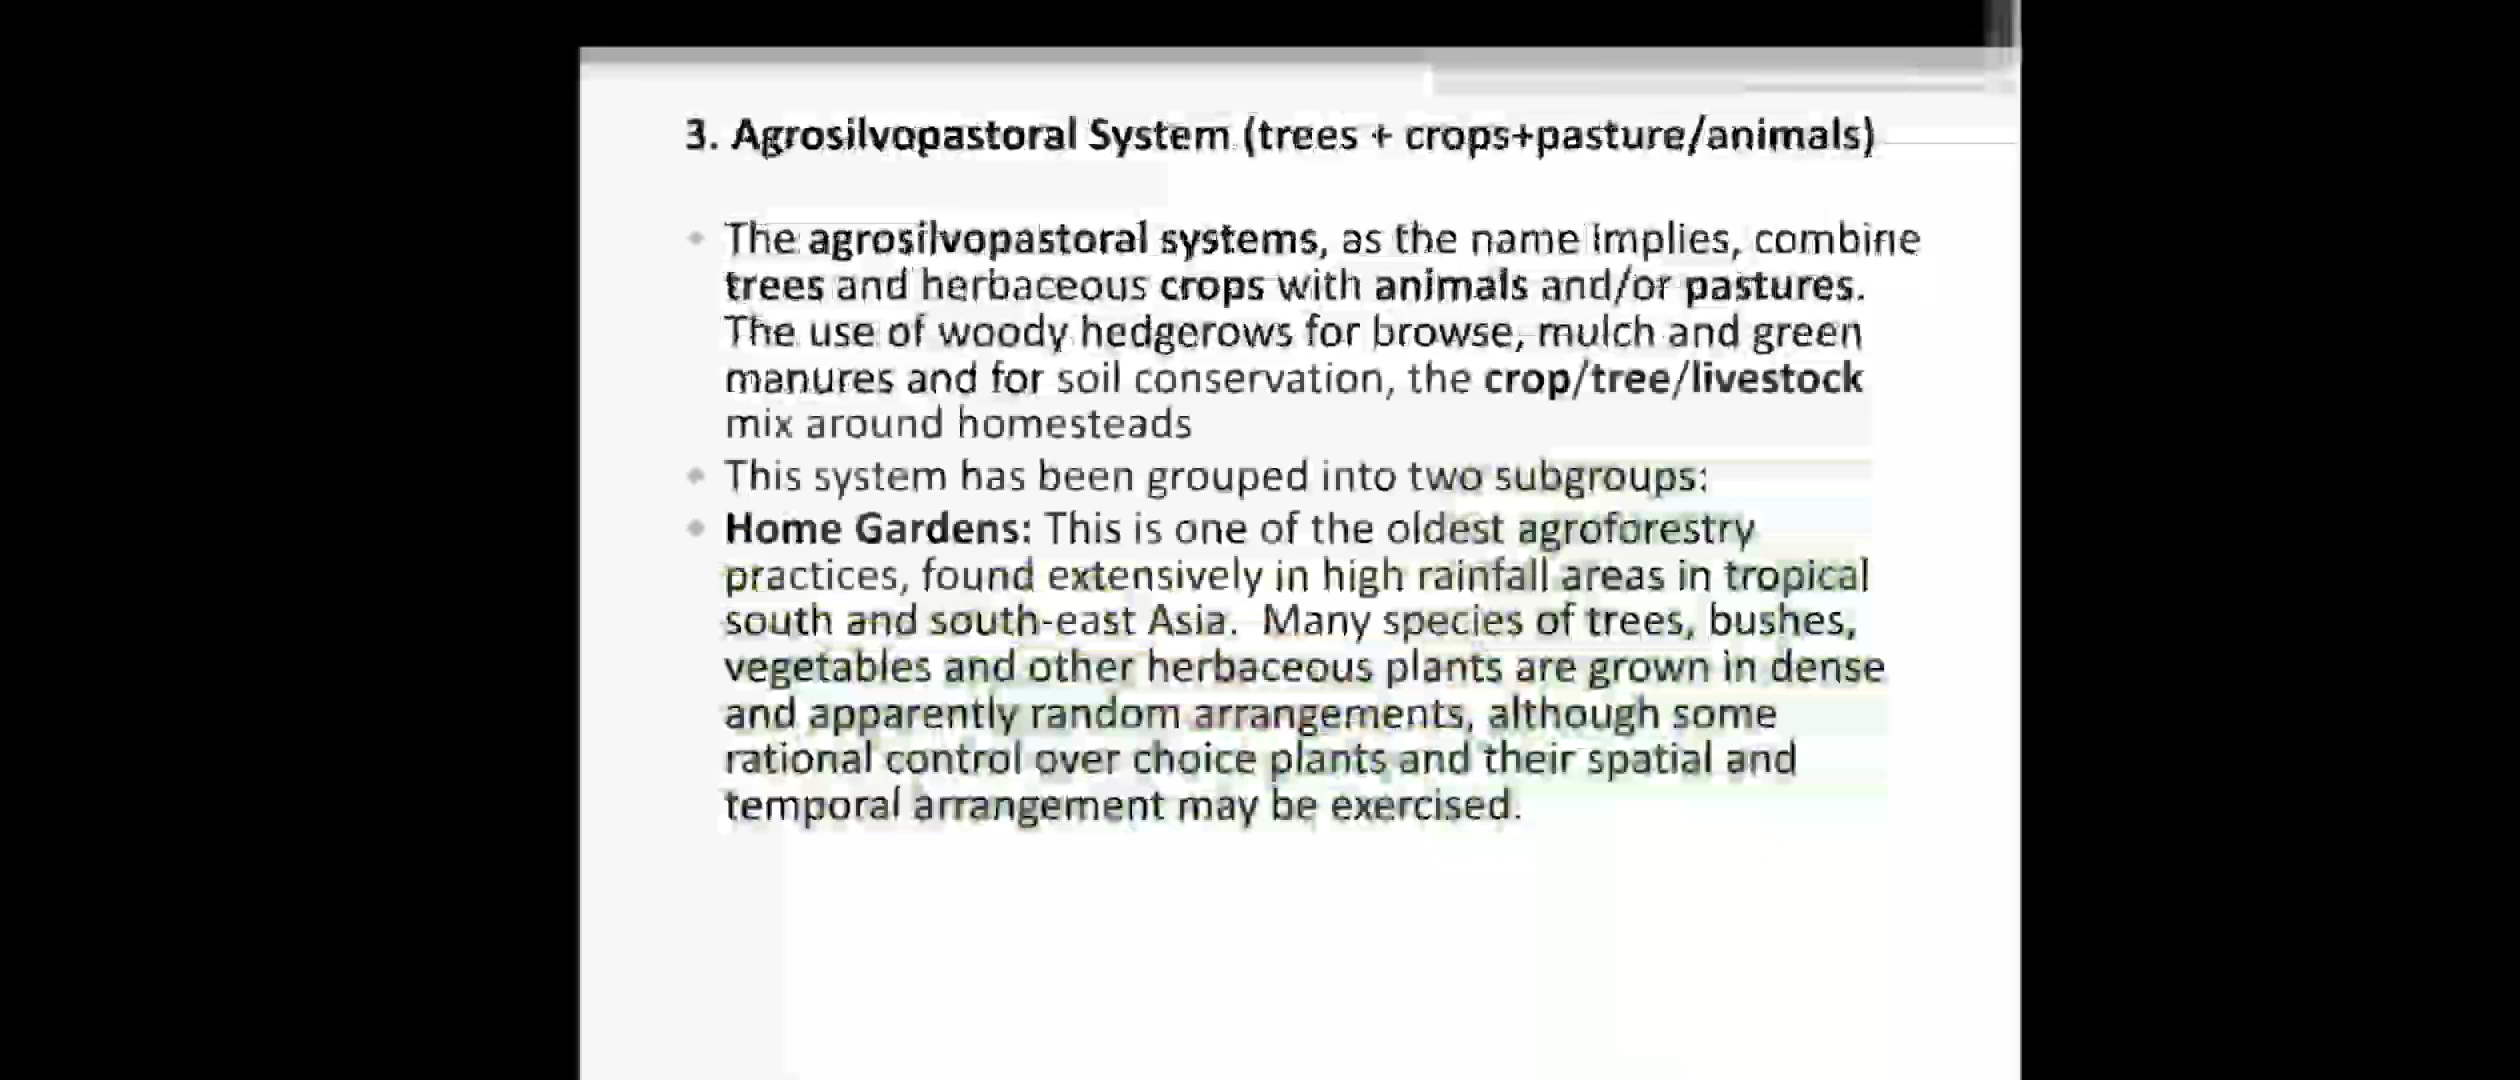 3. Agrosilvopastoral System (trees + crops+pasture/animals)
The agrosilvopastoral systems, as the name implies, combine
trees and herbaceous crops with animals and/or pastures.
The use of woody hedgerows for browse, mulch and green
manures and for soil conservation, the crop/tree/livestock
mix around homesteads
This system has been grouped into two subgroups:
Home Gardens: This is one of the oldest agroforestry
practices, found extensively in high rainfall areas in tropical
south and south-east Asia. Many species of trees, bushes,
vegetables and other herbaceous plants are grown in dense
and apparently random arrangements, although some
rational control over choice plants and their spatial and
temporal arrangement may be exercised.